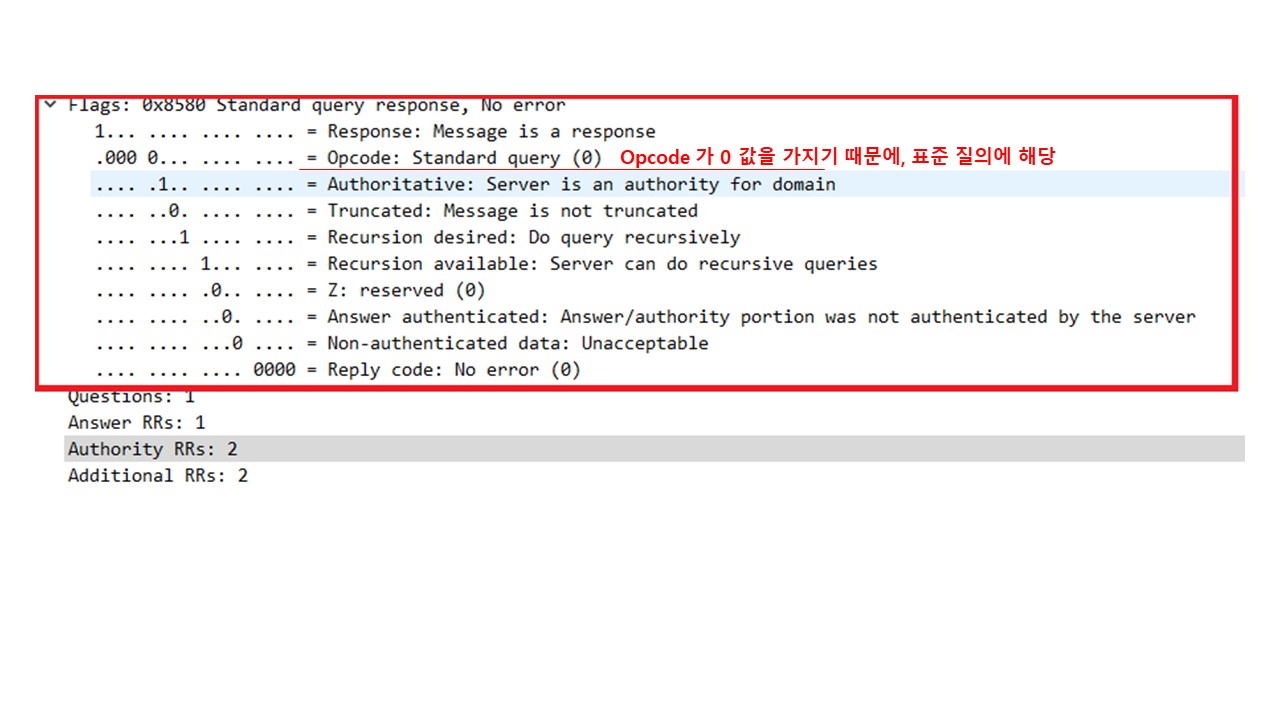 Flags: 0x8580 Standard query response, No error
1... .... .... .... = Response: Message is a response
.000 0... .... .... = Opcode: Standard query (0) Opcode 가 0 값을 가지기 때문에, 표준 질의에 해당
.... .1.. .... .... = Authoritative: Server is an authority for domain
.... ..0. .... .... = Truncated: Message is not truncated
.... ...1 .... .... = Recursion desired: Do query recursively
.... .... 1... .... = Recursion available: Server can do recursive queries
.... .... .0.. .... = Z: reserved (0)
.... .... ..0. .... = Answer authenticated: Answer/authority portion was not authenticated by the server
.... .... ...0 .... = Non-authenticated data: Unacceptable
.... .... .... 0000 = Reply code: No error (0)
Questions: 1
Answer RRs: 1
Authority RRs: 2
Additional RRs: 2